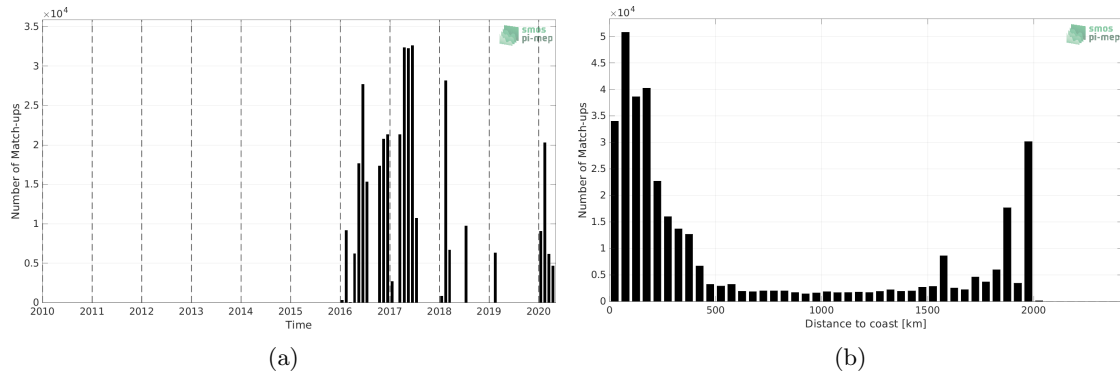 ×10⁴
3.5
3
2.5
2
1.5
1
0.5
0
Number of Match-ups
2010 2011 2012 2013 2014 2015 2016 2017 2018 2019 2020
Time
smos
pi-mep
(a)
×10⁴
5
4.5
4
3.5
3
2.5
2
1.5
1
0.5
0
Number of Match-ups
0 500 1000 1500 2000
Distance to coast [km]
smos
pi-mep
(b)